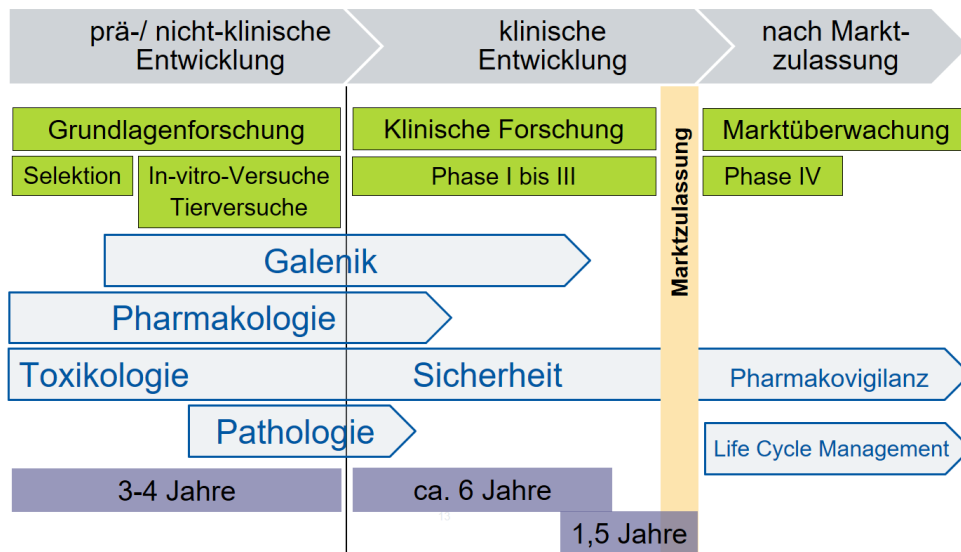 prä-/ nicht-klinische
Entwicklung
klinische
Entwicklung
nach Markt-
zulassung
Grundlagenforschung
Klinische Forschung
Marktüberwachung
Selektion
In-vitro-Versuche
Tierversuche
Phase I bis III
Phase IV
Marktzulassung
Galenik
Pharmakologie
Toxikologie
Sicherheit
Pharmakovigilanz
Pathologie
Life Cycle Management
3-4 Jahre
ca. 6 Jahre
1,5 Jahre